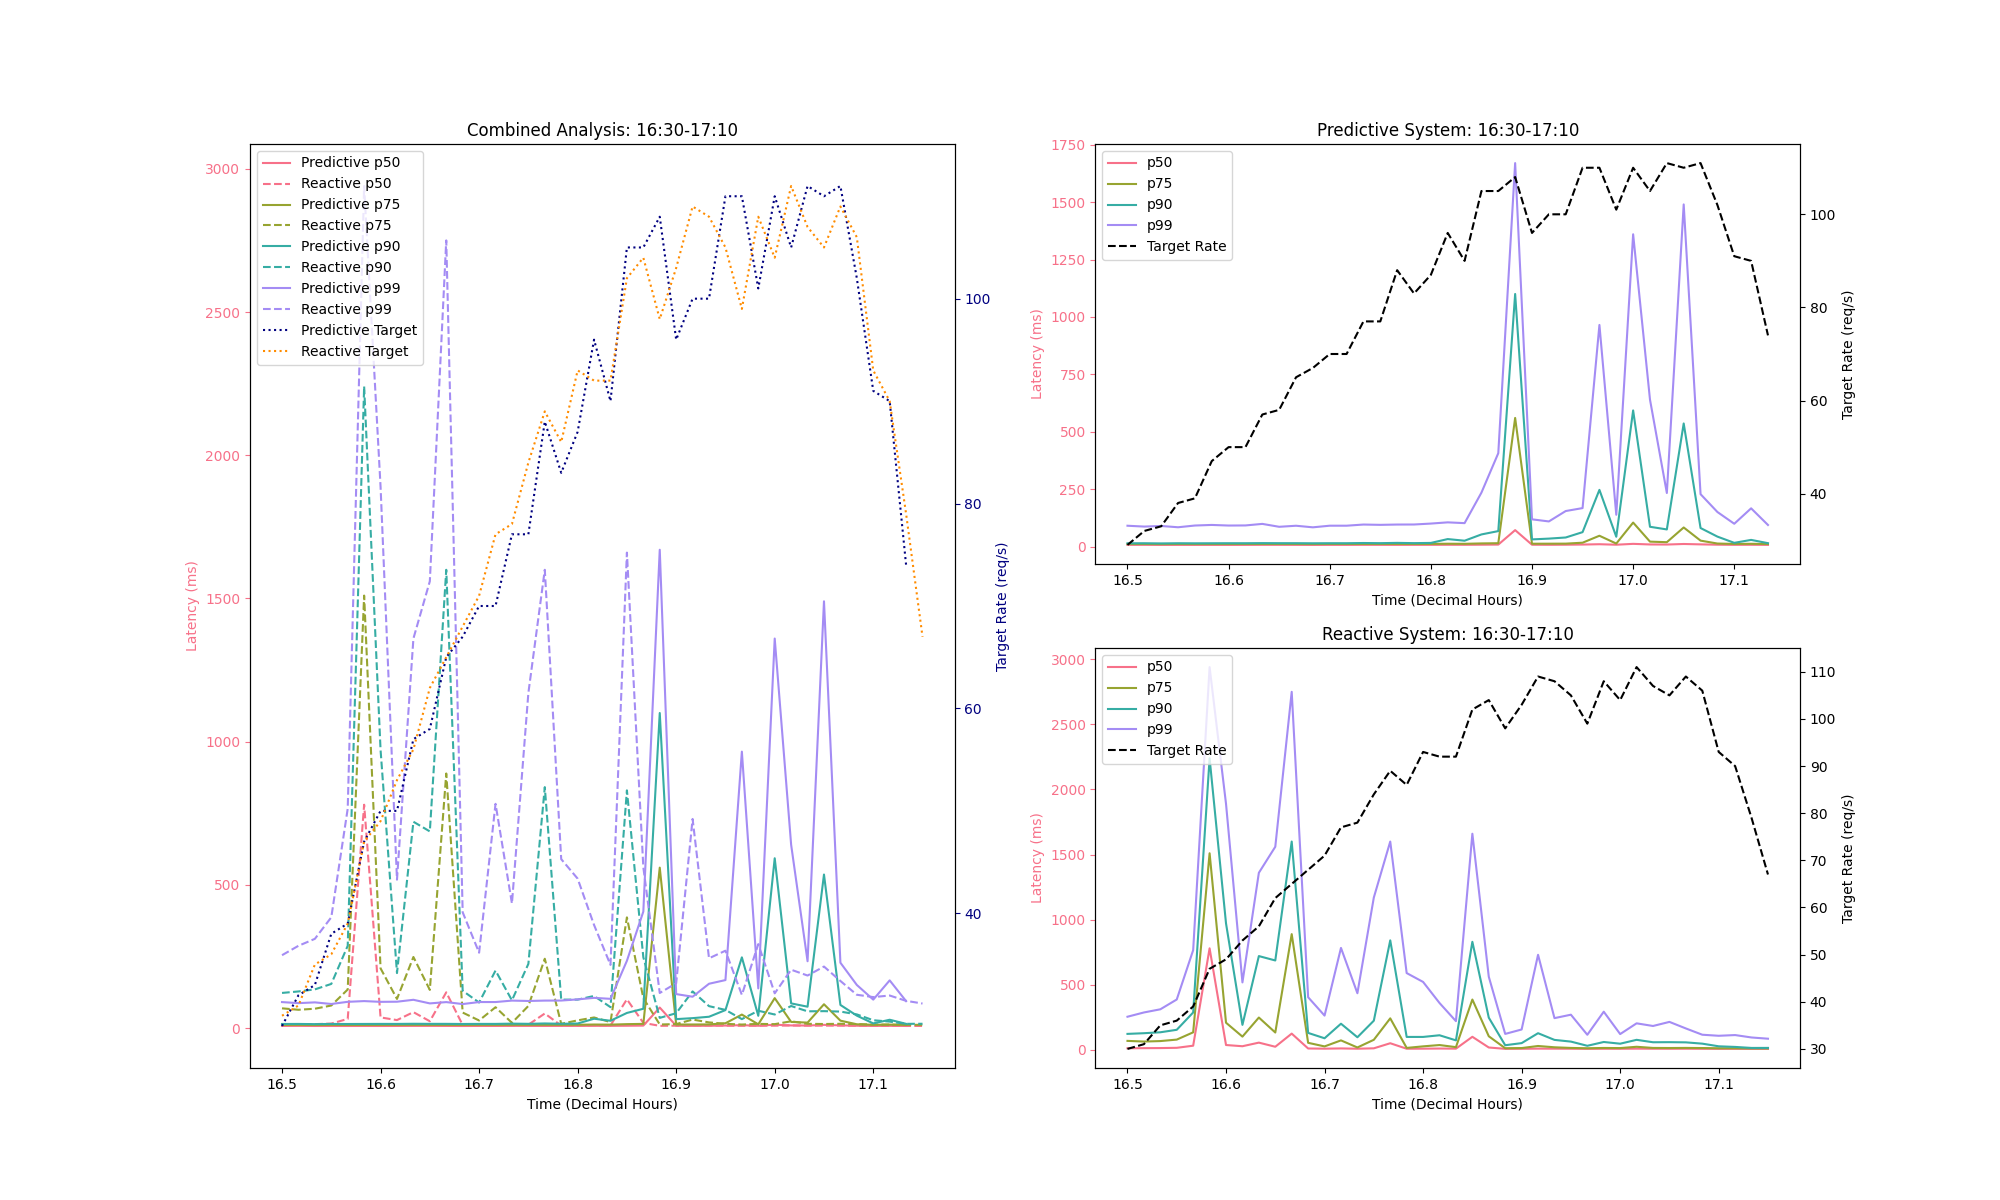 Combined Analysis: 16:30-17:10
Predictive p50
Reactive p50
Predictive p75
Reactive p75
Predictive p90
Reactive p90
Predictive p99
Reactive p99
Predictive Target
Reactive Target
3000
2500
2000
1500
1000
500
0
Latency (ms)
100
80
60
40
Target Rate (req/s)
16.5 16.6 16.7 16.8 16.9 17.0 17.1
Time (Decimal Hours)
Predictive System: 16:30-17:10
p50
p75
p90
p99
Target Rate
1750
1500
1250
1000
750
500
250
0
Latency (ms)
100
80
60
40
Target Rate (req/s)
16.5 16.6 16.7 16.8 16.9 17.0 17.1
Time (Decimal Hours)
Reactive System: 16:30-17:10
p50
p75
p90
p99
Target Rate
3000
2500
2000
1500
1000
500
0
Latency (ms)
110
100
90
80
70
60
50
40
30
Target Rate (req/s)
16.5 16.6 16.7 16.8 16.9 17.0 17.1
Time (Decimal Hours)